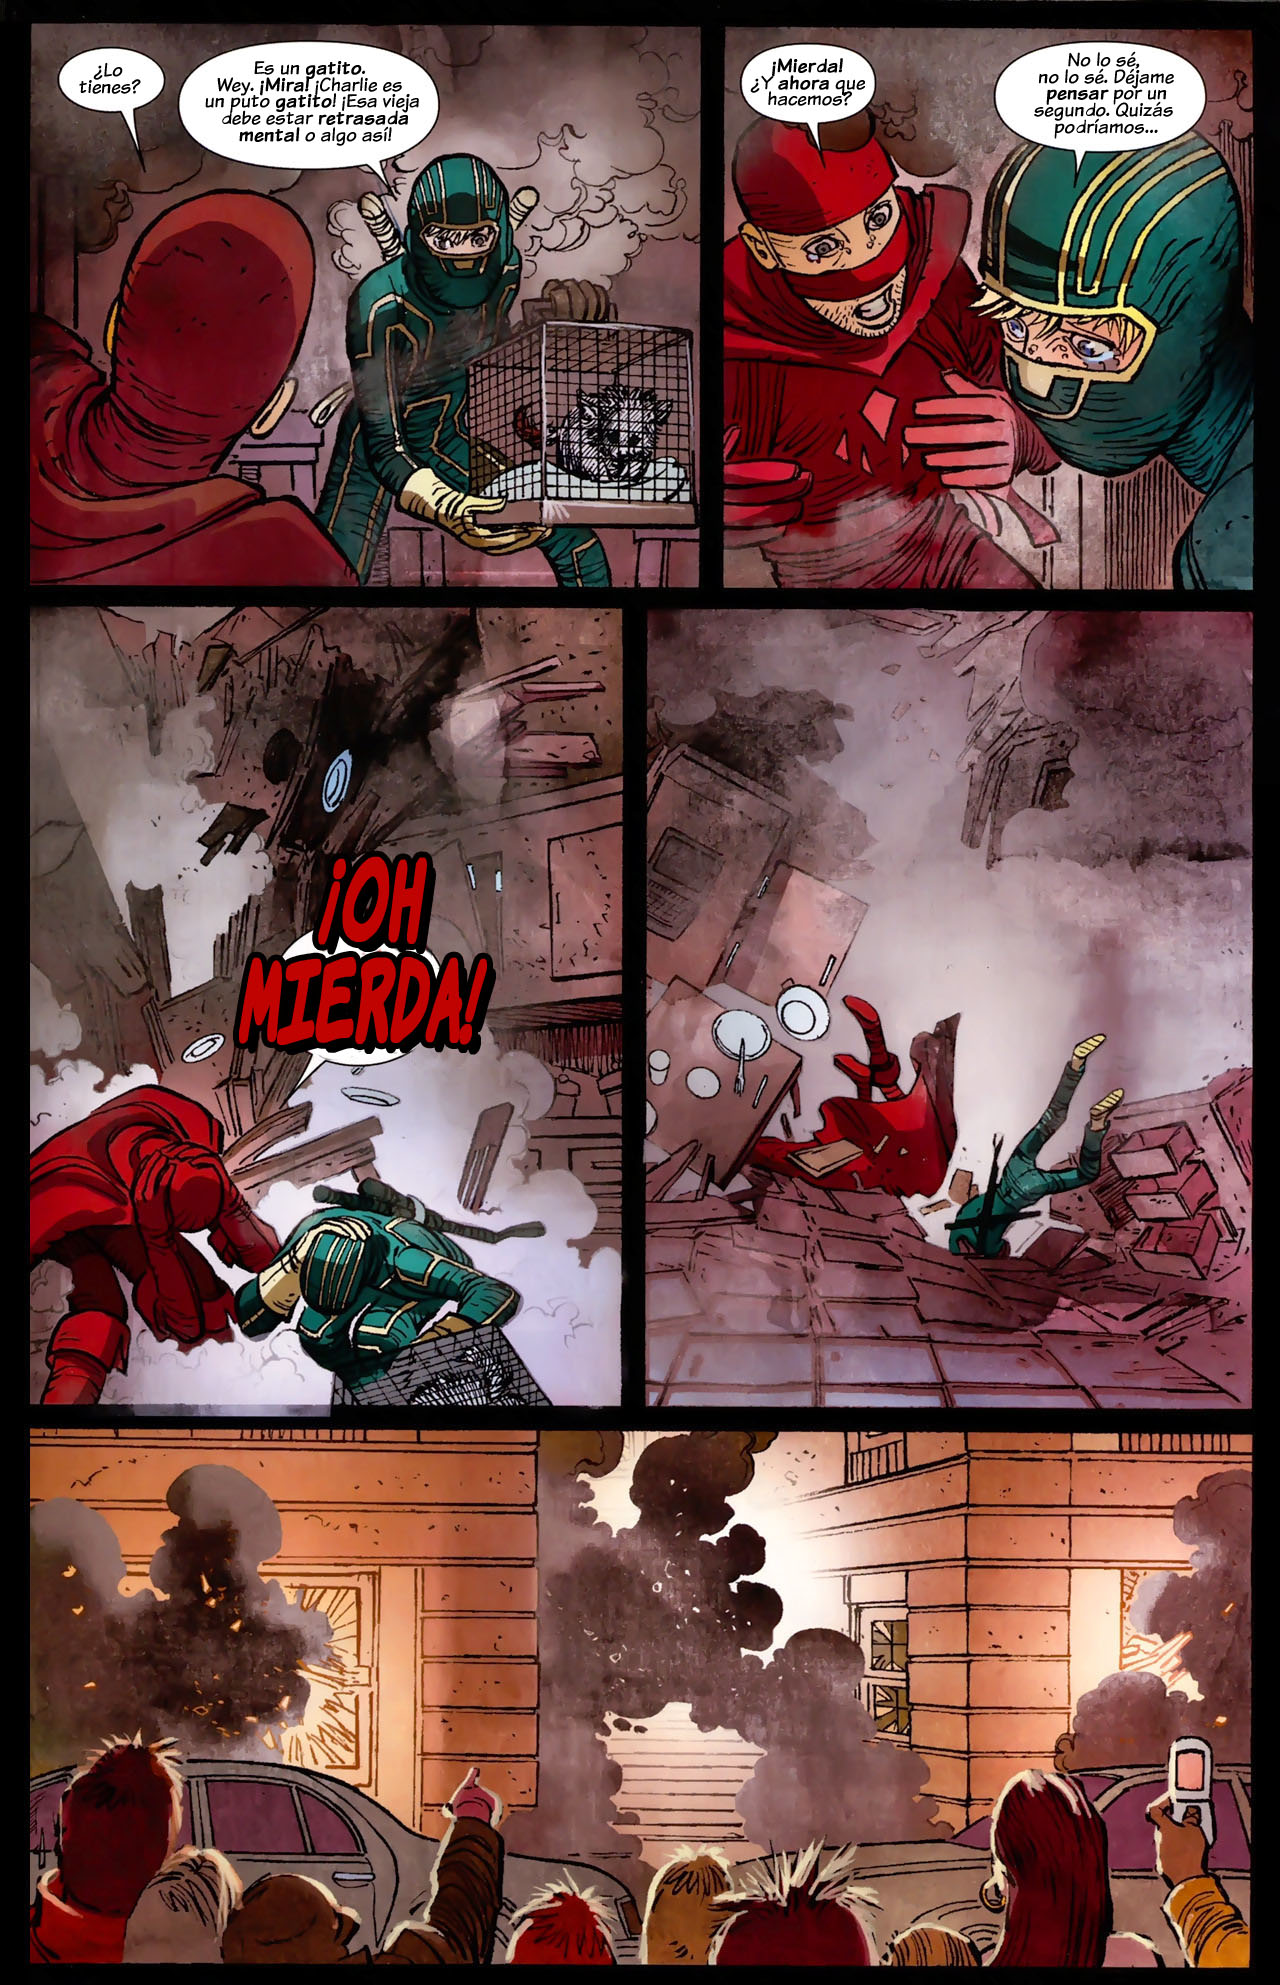 ¿Lo
tienes?
Es un gatito.
Wey. ¡Mira! ¡Charlie es
un puto gatito! ¡Esa vieja
debe estar retrasada
mental o algo así!
¡Mierda!
¿Y ahora que
hacemos?
No lo sé,
no lo sé. Déjame
pensar por un
segundo. Quizás
podríamos...
¡OH
MIERDA!